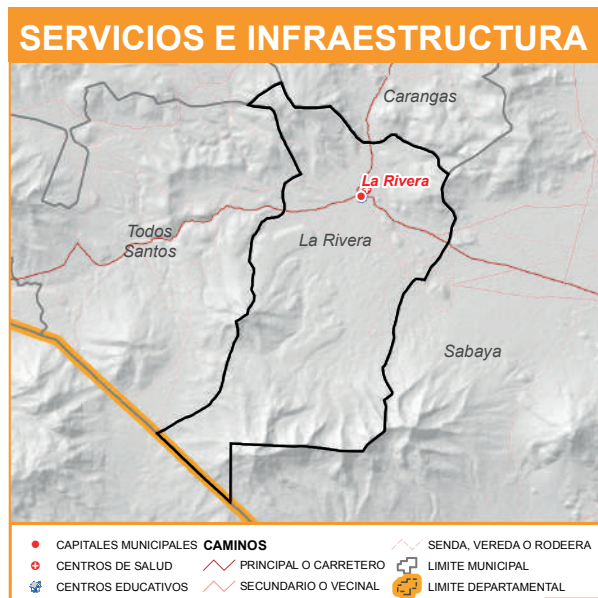 SERVICIOS E INFRAESTRUCTURA
Carangas
La Rivera
Todos
Santos
La Rivera
Sabaya
CAPITALES MUNICIPALES
CENTROS DE SALUD
CENTROS EDUCATIVOS
CAMINOS
PRINCIPAL O CARRETERO
SECUNDARIO O VECINAL
SENDA, VEREDA O RODEERA
LIMITE MUNICIPAL
LIMITE DEPARTAMENTAL